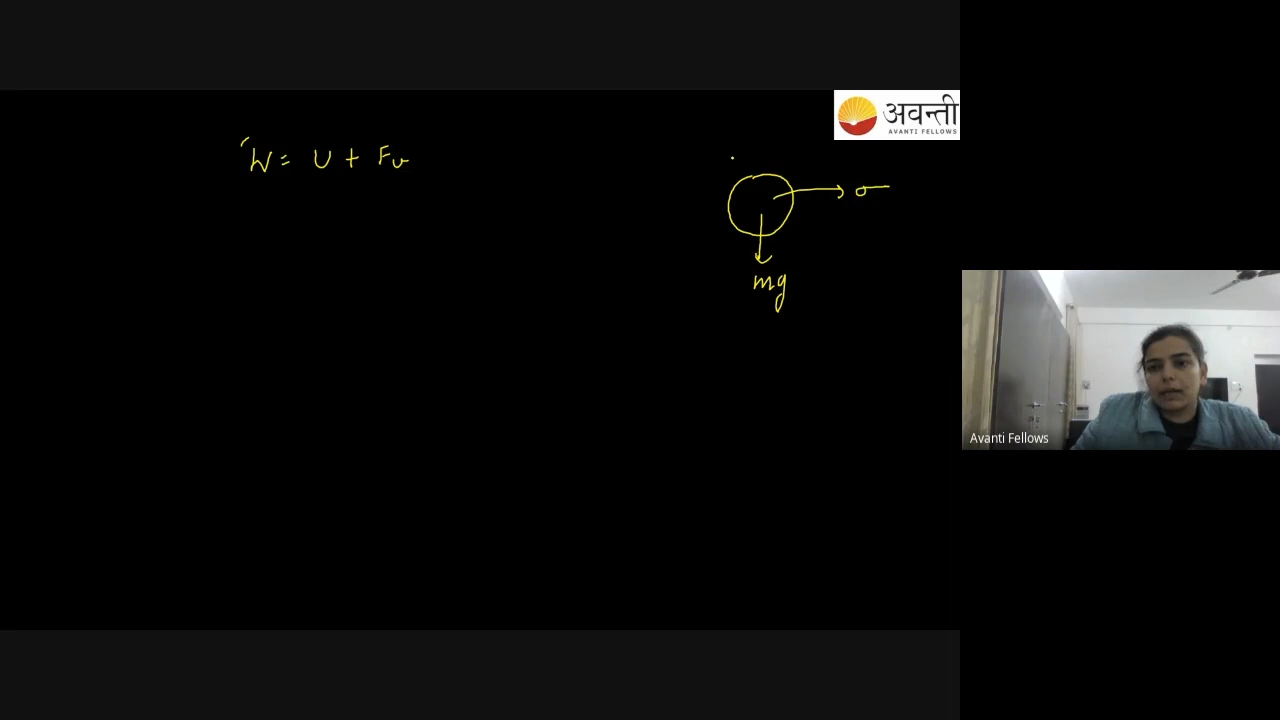 अवन्ती
AVANTI FELLOWS
W = U + Fv
σ
mg
Avanti Fellows